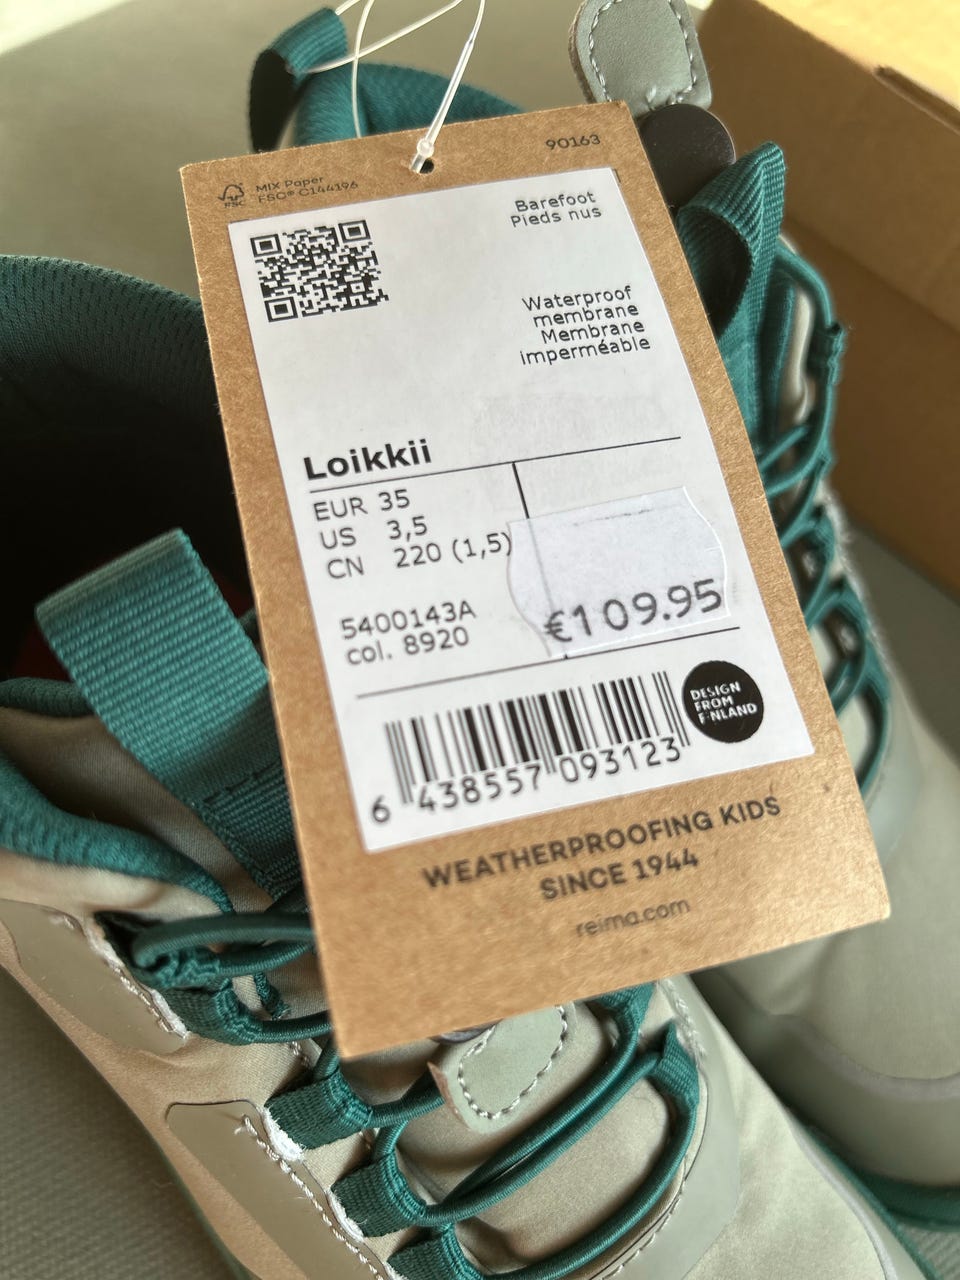 90163
MIX Paper
FSC® C144196
FSC
Barefoot
Pieds nus
Waterproof
membrane
Membrane
imperméable
Loikkii
EUR 35
US 3,5
CN 220 (1,5)
5400143A
col. 8920
€109.95
DESIGN
FROM
FINLAND
6 438557 093123
WEATHERPROOFING KIDS
SINCE 1944
reima.com